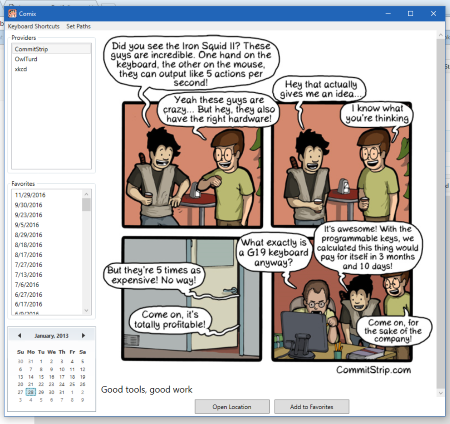 Comix
Keyboard Shortcuts Set Paths
Providers
CommitStrip
OwlTurd
xkcd
Favorites
11/29/2016
9/30/2016
9/23/2016
9/5/2016
8/29/2016
8/18/2016
8/17/2016
7/27/2016
7/13/2016
7/6/2016
6/27/2016
6/17/2016
6/9/2016
January, 2013
Su Mo Tu We Th Fr Sa
30 31 1 2 3 4 5
6 7 8 9 10 11 12
13 14 15 16 17 18 19
20 21 22 23 24 25 26
27 28 29 30 31 1 2
3 4 5 6 7 8 9
Did you see the Iron Squid II? These
guys are incredible. One hand on the
keyboard, the other on the mouse,
they can output like 5 actions per
second!
Yeah these guys are
crazy... But hey, they also
have the right hardware!
Hey that actually
gives me an idea...
I know what
you're thinking
But they're 5 times as
expensive! No way!
Come on, it's
totally profitable!
What exactly is
a G19 keyboard
anyway?
It's awesome! With the
programmable keys, we
calculated this thing would
pay for itself in 3 months
and 10 days!
Come on, for
the sake of the
company!
CommitStrip.com
Good tools, good work
Open Location Add to Favorites